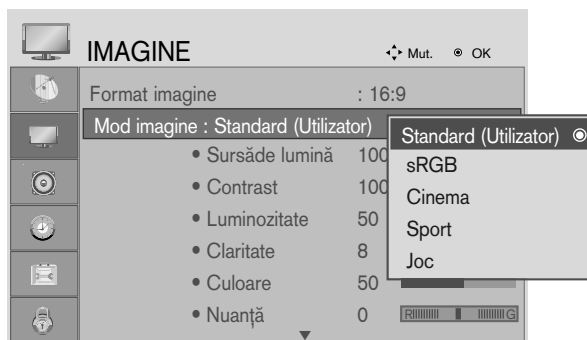 IMAGINE
Mut. OK
Format imagine : 16:9
Mod imagine : Standard (Utilizator)
• Sursăde lumină 100
• Contrast 100
• Luminozitate 50
• Claritate 8
• Culoare 50
• Nuanță 0 R G
Standard (Utilizator)
sRGB
Cinema
Sport
Joc